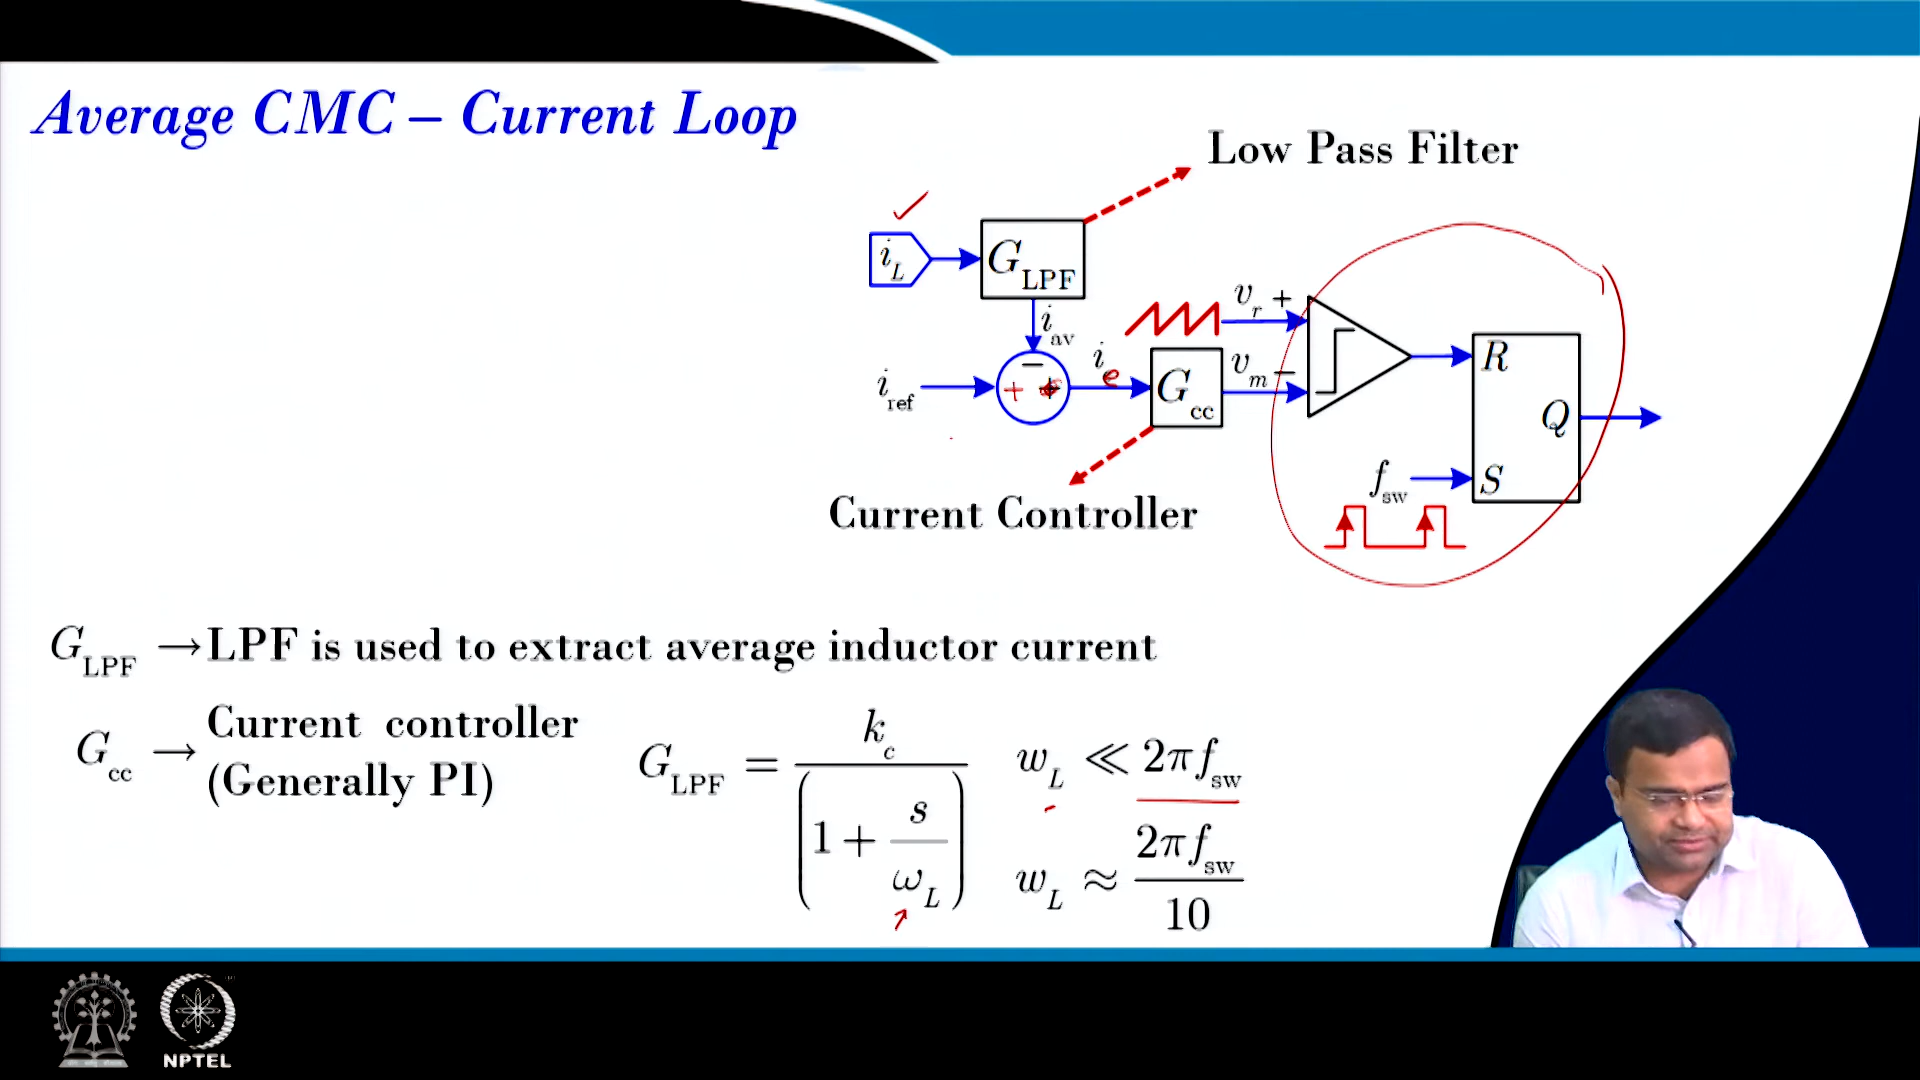 Average CMC – Current Loop
Low Pass Filter
i_L
G_LPF
i_av
v_r +
i_e
v_m −
−
i_ref
+ +
G_cc
R
Q
S
f_sw
Current Controller
G_LPF → LPF is used to extract average inductor current
G_cc → Current controller
(Generally PI)
G_LPF = k_c / (1 + s/ω_L)
w_L ≪ 2πf_sw
w_L ≈ 2πf_sw / 10
NPTEL